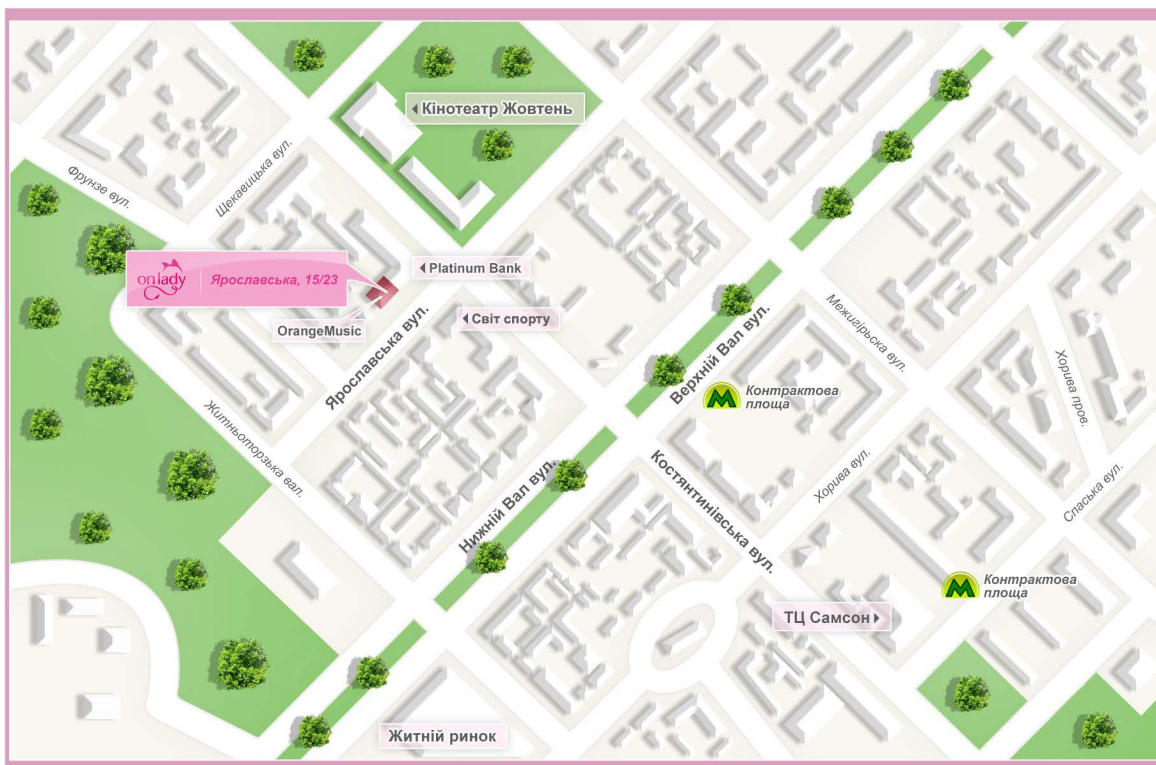 Кінотеатр Жовтень
Щекавицька вул.
Фрунзе вул.
onlady
Ярославська, 15/23
Platinum Bank
OrangeMusic
Світ спорту
Ярославська вул.
Межигірьска вул.
Верхній Вал вул.
Хорива пров.
Контрактова
площа
Житньоторзька вал.
Нижній Вал вул.
Костянтинівська вул.
Хорива вул.
Спаська вул.
Контрактова
площа
ТЦ Самсон
Житній ринок